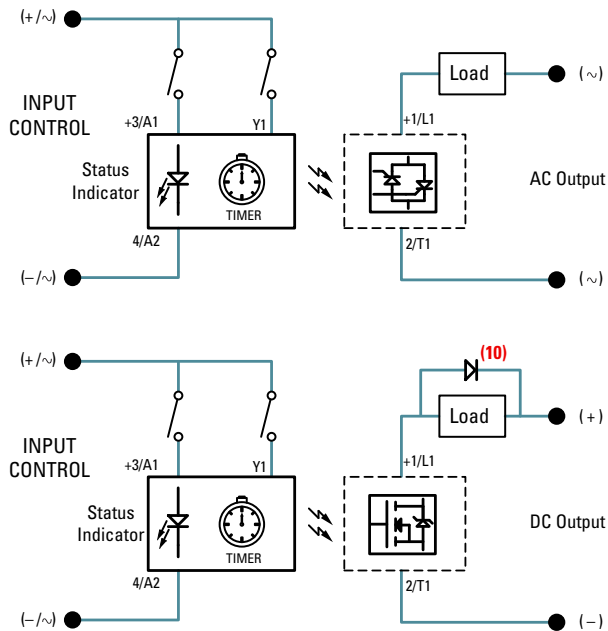 (+/~)
INPUT
CONTROL
+3/A1
Y1
Status
Indicator
TIMER
4/A2
(−/~)
Load
(~)
+1/L1
AC Output
2/T1
(~)
(+/~)
INPUT
CONTROL
+3/A1
Y1
Status
Indicator
TIMER
4/A2
(−/~)
(10)
Load
(+)
+1/L1
DC Output
2/T1
(−)